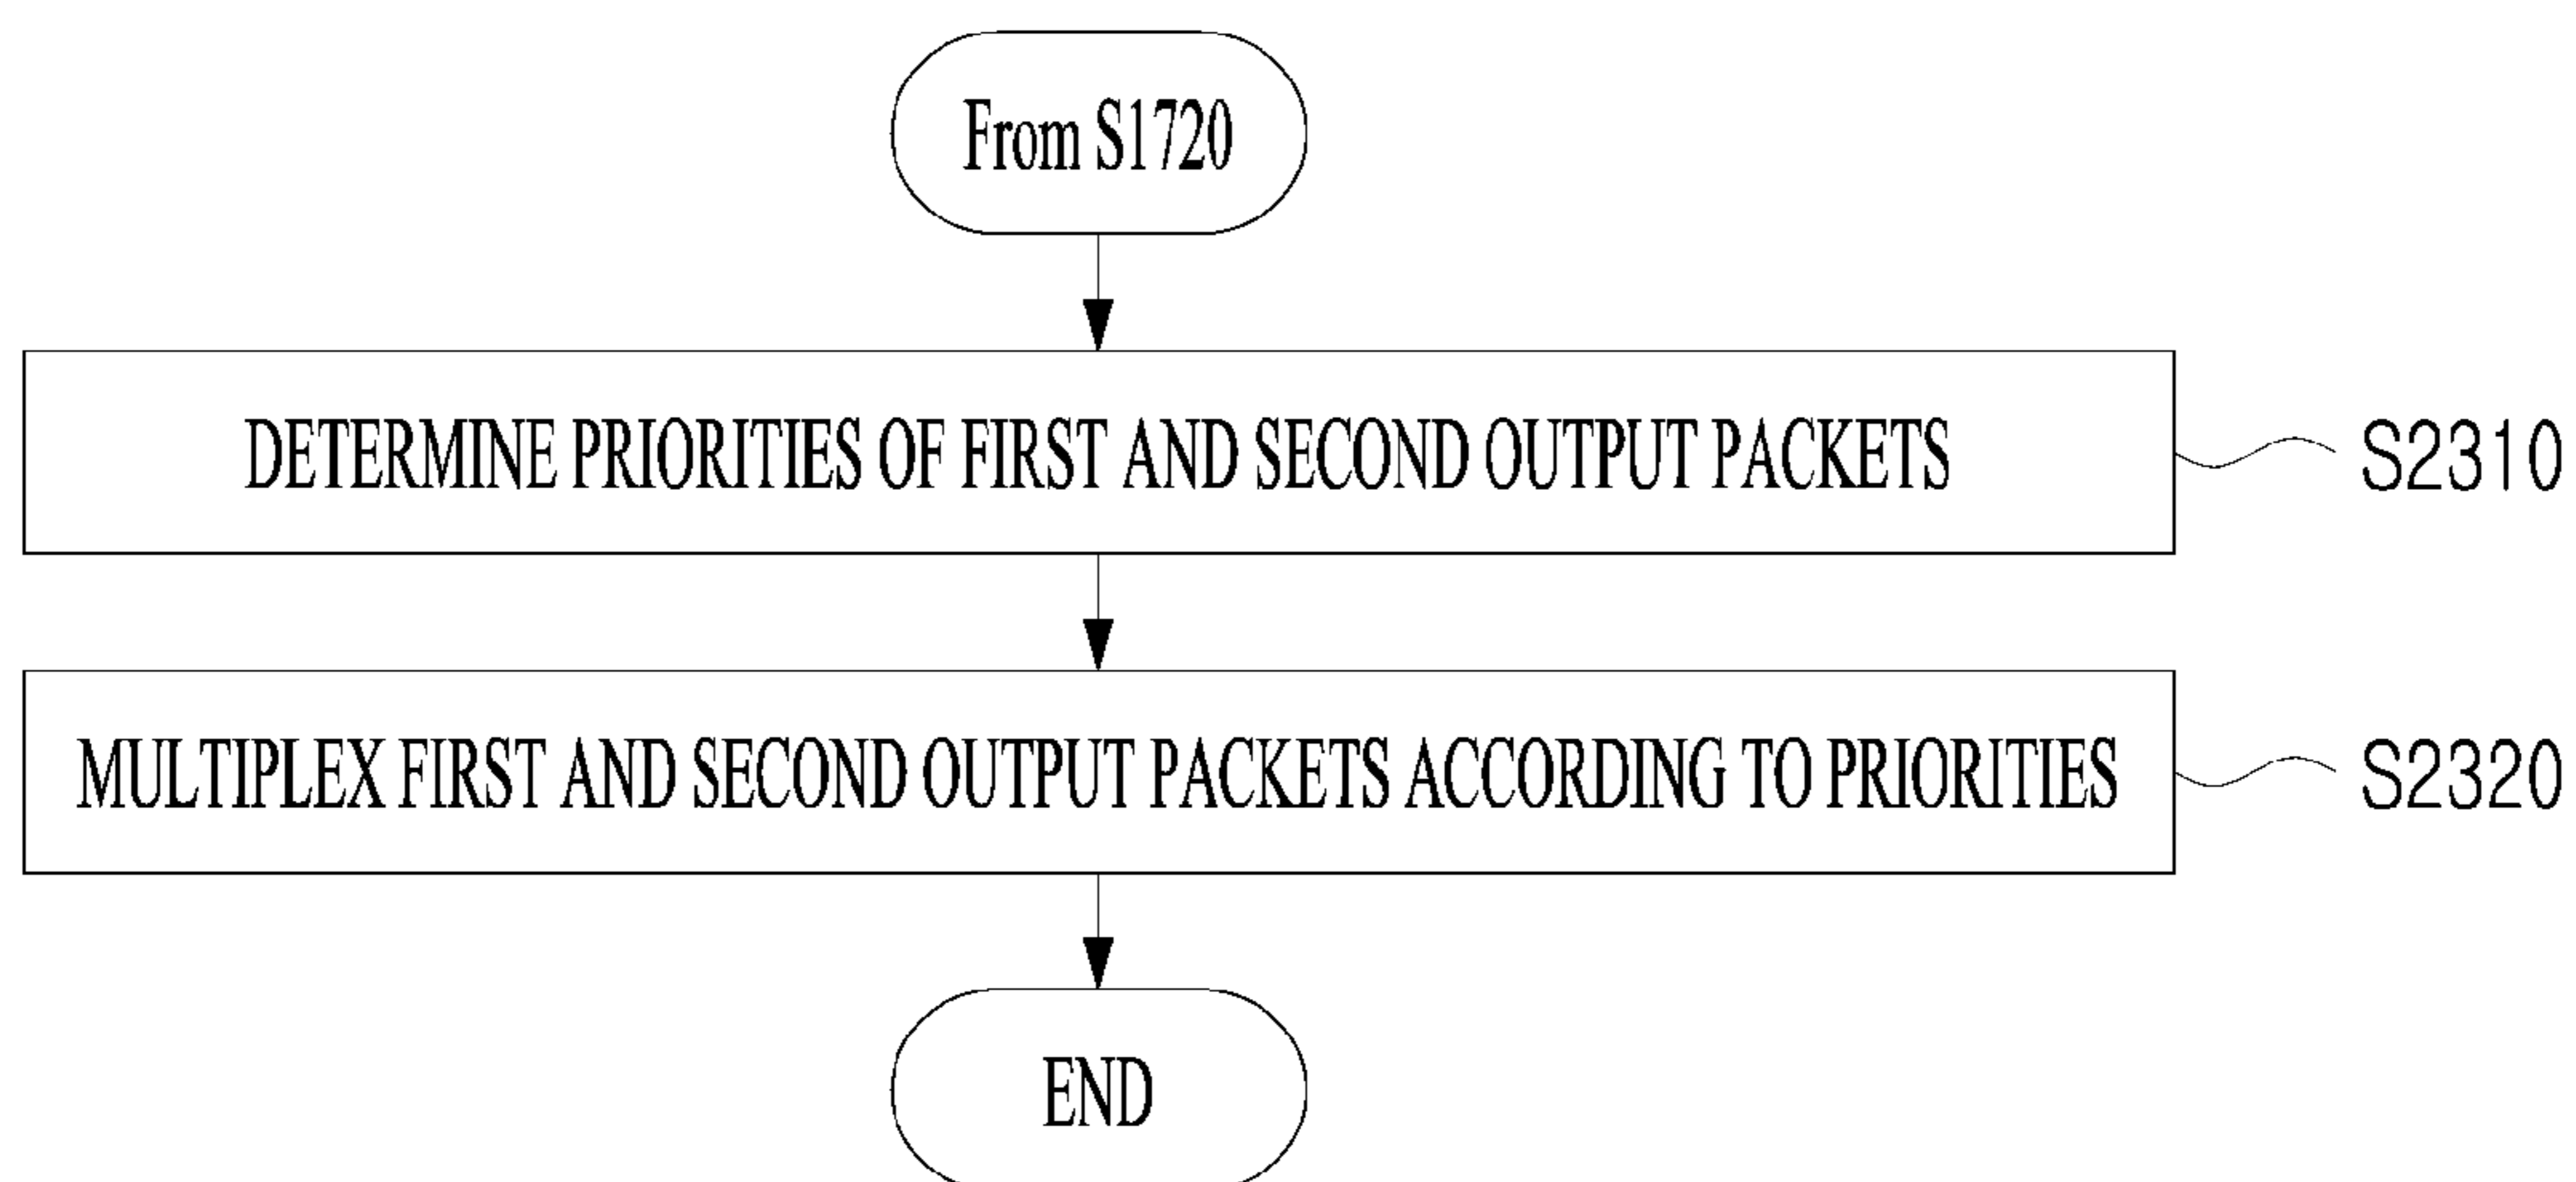 From S1720
DETERMINE PRIORITIES OF FIRST AND SECOND OUTPUT PACKETS
S2310
MULTIPLEX FIRST AND SECOND OUTPUT PACKETS ACCORDING TO PRIORITIES
S2320
END